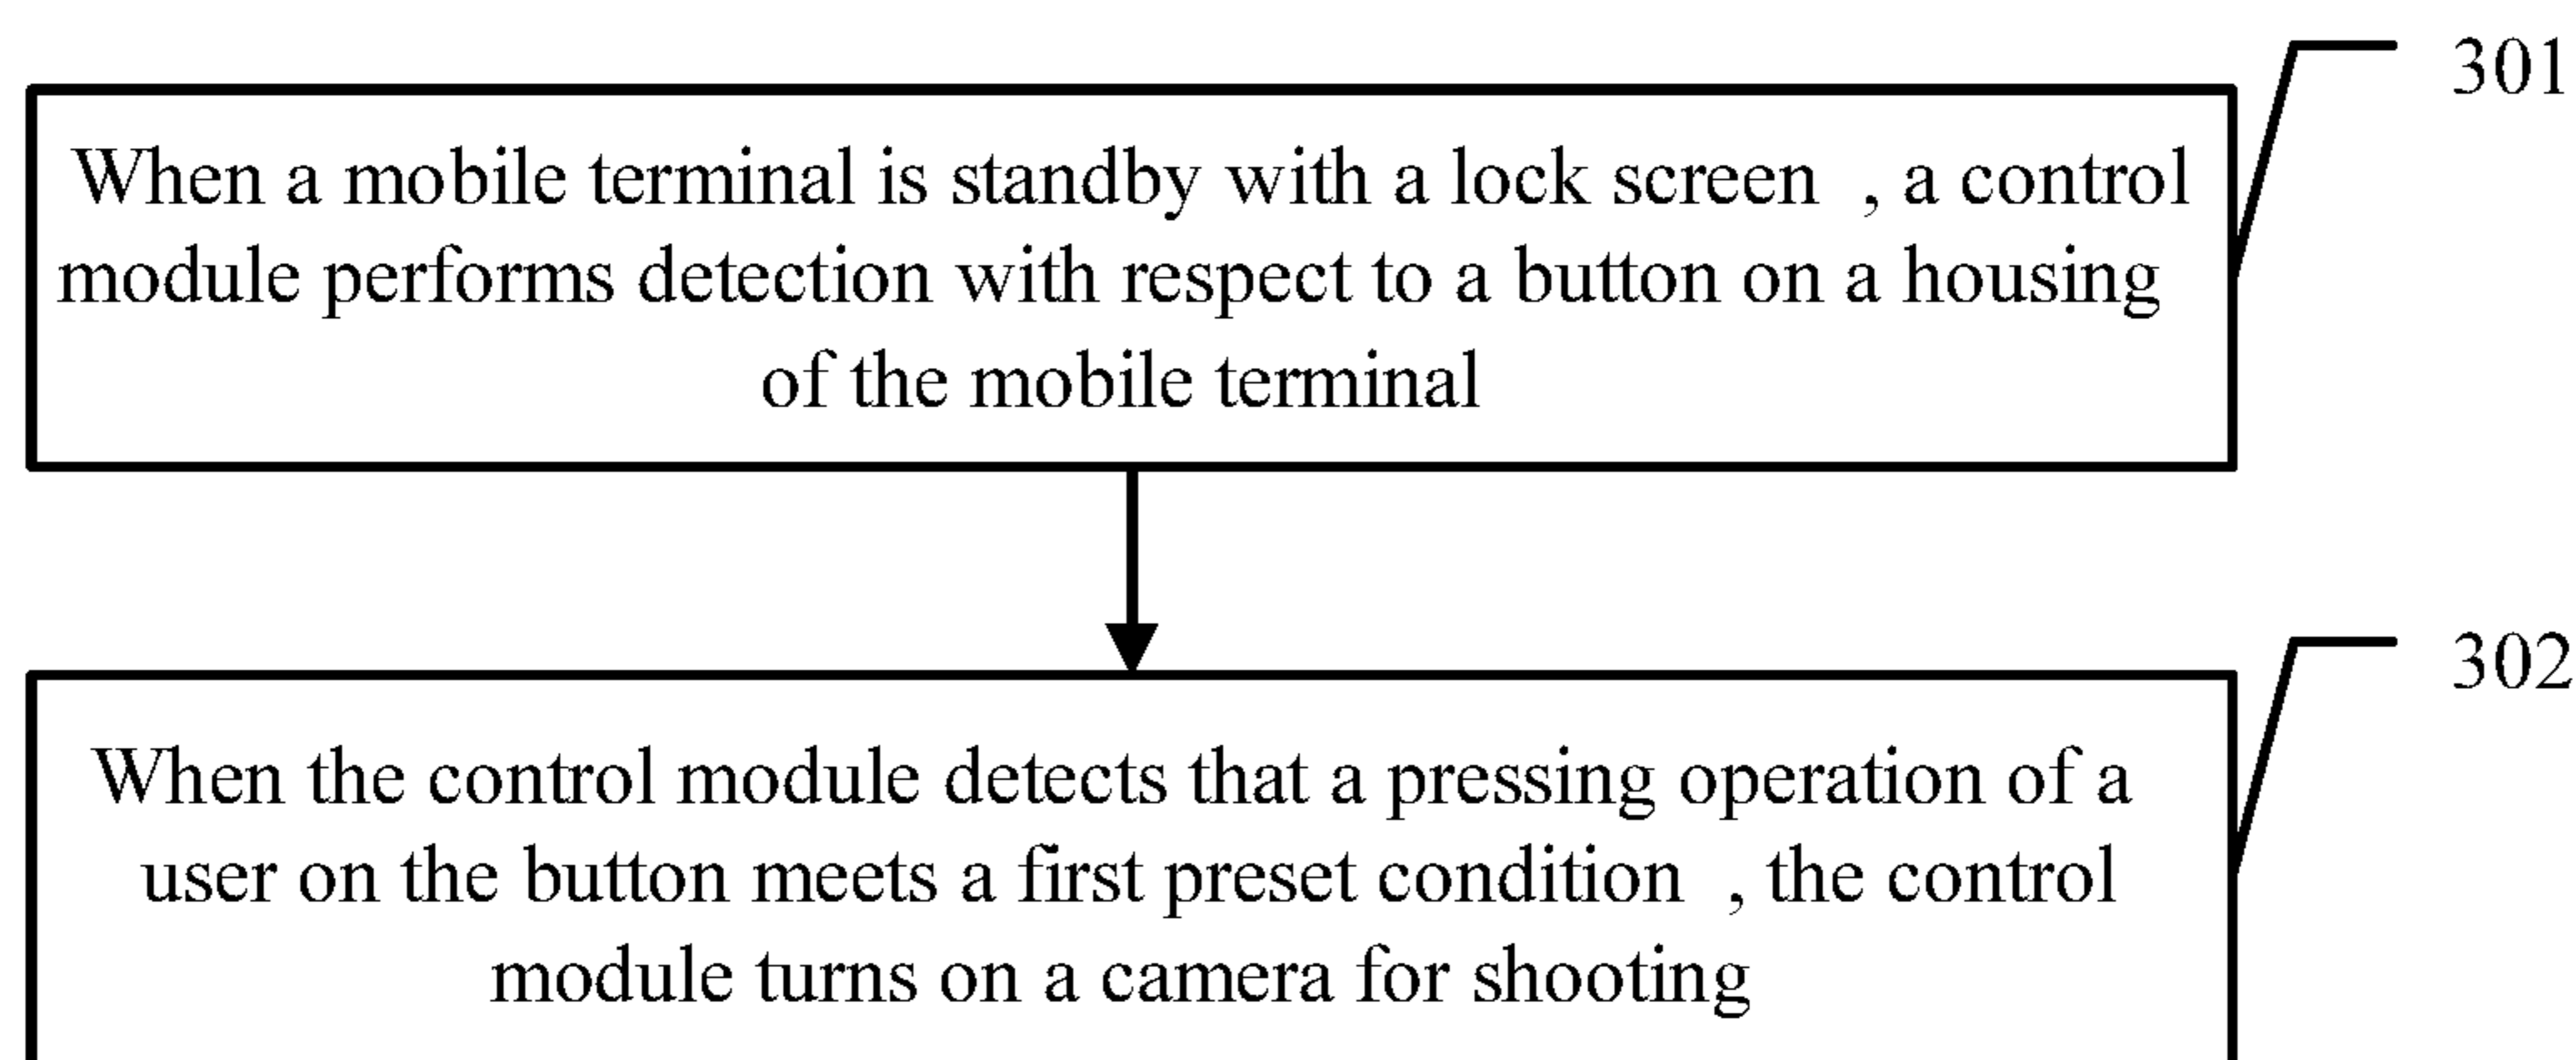 301
When a mobile terminal is standby with a lock screen , a control
module performs detection with respect to a button on a housing
of the mobile terminal
302
When the control module detects that a pressing operation of a
user on the button meets a first preset condition , the control
module turns on a camera for shooting